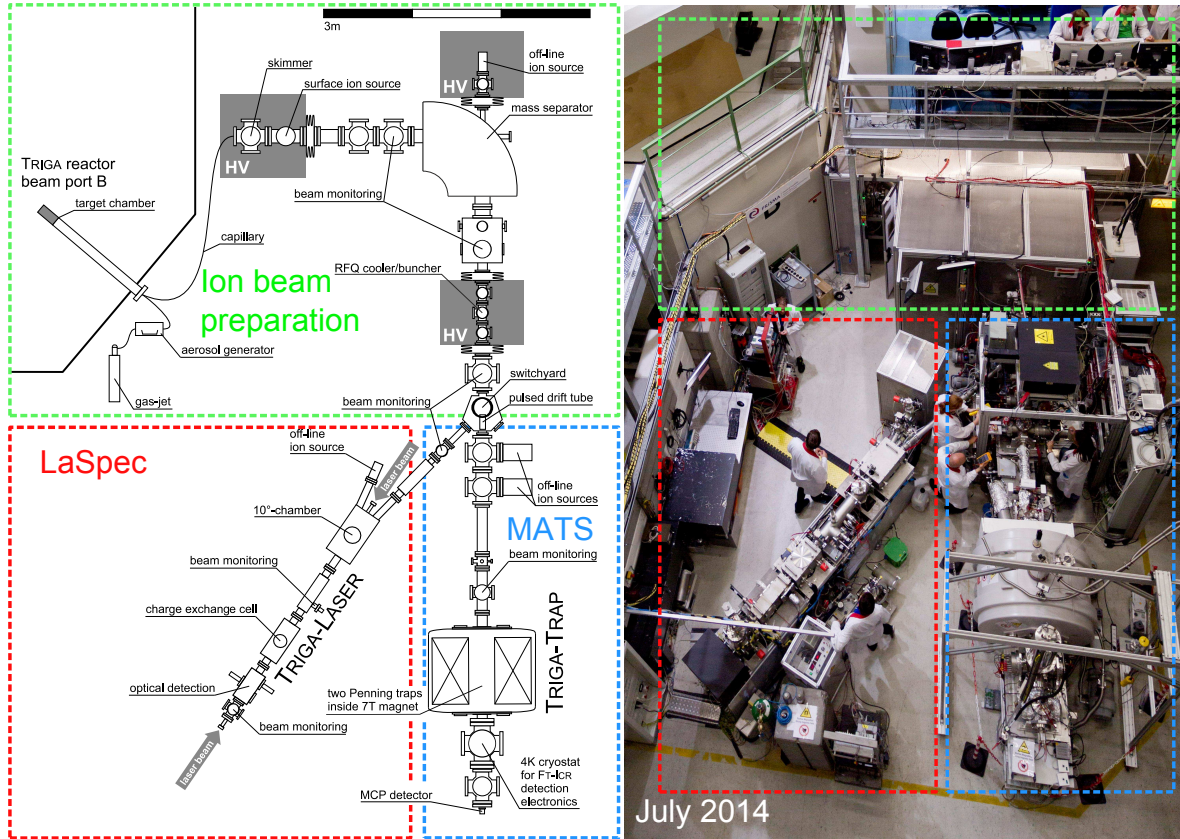 3m
off-line
ion source
HV
skimmer
surface ion source
mass separator
HV
TRIGA reactor
beam port B
target chamber
beam monitoring
capillary
RFQ cooler/buncher
Ion beam
preparation
HV
aerosol generator
gas-jet
switchyard
beam monitoring
pulsed drift tube
LaSpec
off-line
ion source
laser beam
off-line
ion sources
MATS
10°-chamber
beam monitoring
beam monitoring
charge exchange cell
TRIGA-LASER
TRIGA-TRAP
optical detection
two Penning traps
inside 7T magnet
beam monitoring
laser beam
4K cryostat
for FT-ICR
detection
electronics
MCP detector
PRISMA
July 2014